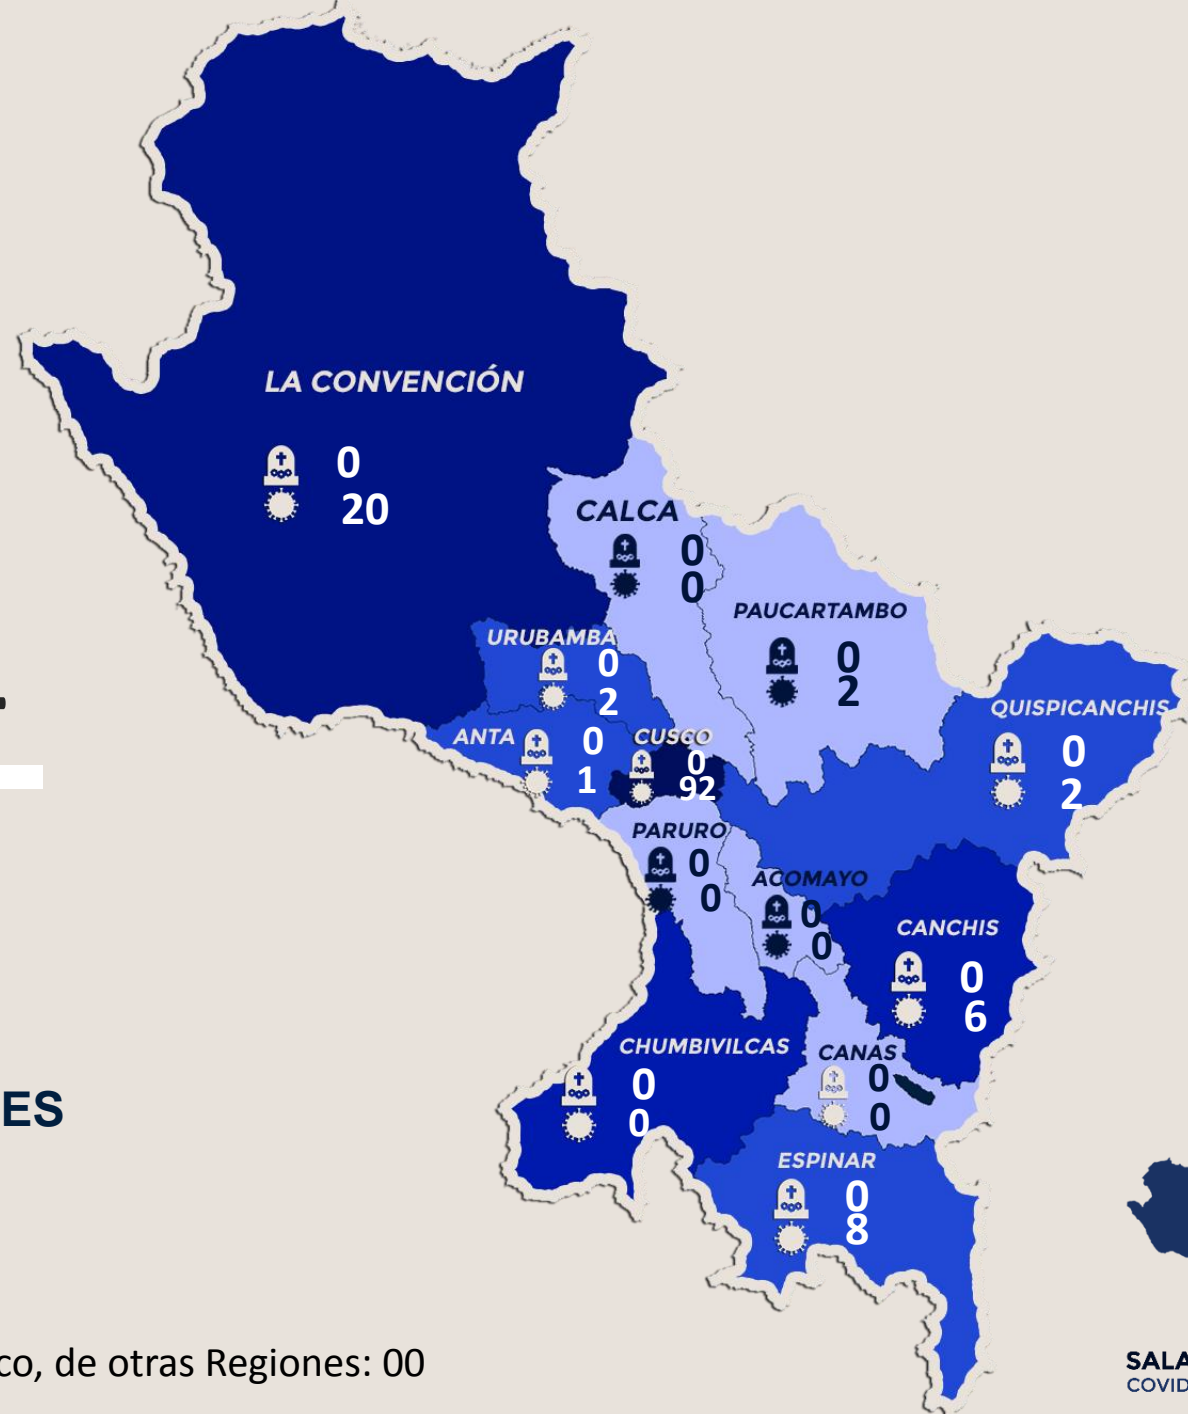 LA CONVENCIÓN
0
20
CALCA
0
0
PAUCARTAMBO
0
2
URUBAMBA
0
2
QUISPICANCHIS
0
2
ANTA
0
1
CUSCO
0
92
PARURO
0
0
ACOMAYO
0
0
CANCHIS
0
6
CHUMBIVILCAS
0
0
CANAS
0
0
ES
ESPINAR
0
8
co, de otras Regiones: 00
SALA
COVID